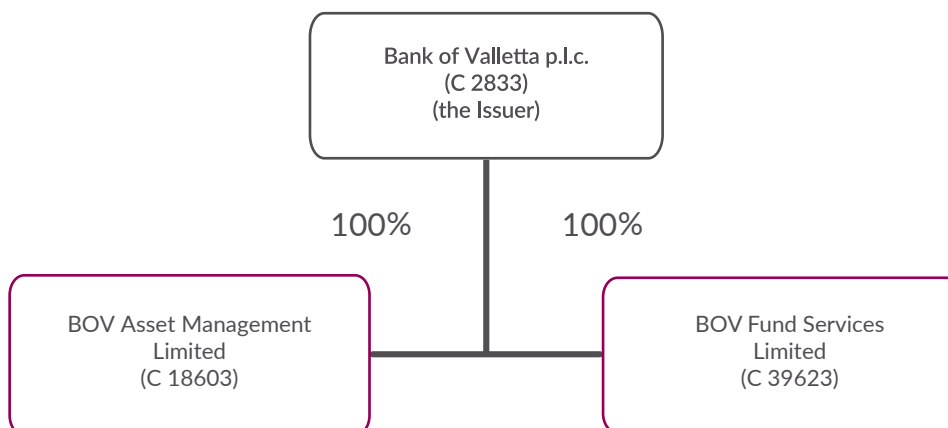 Bank of Valletta p.l.c.
(C 2833)
(the Issuer)
100%
100%
BOV Asset Management
Limited
(C 18603)
BOV Fund Services
Limited
(C 39623)